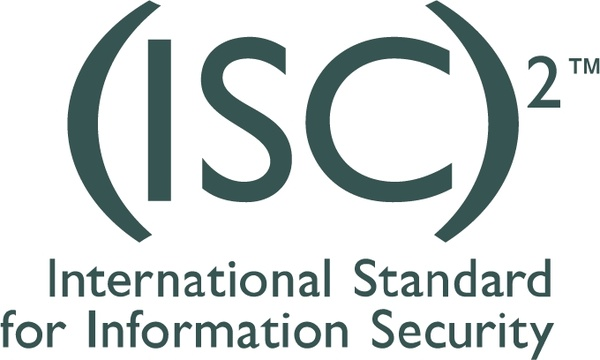 (ISC)2™
International Standard
for Information Security